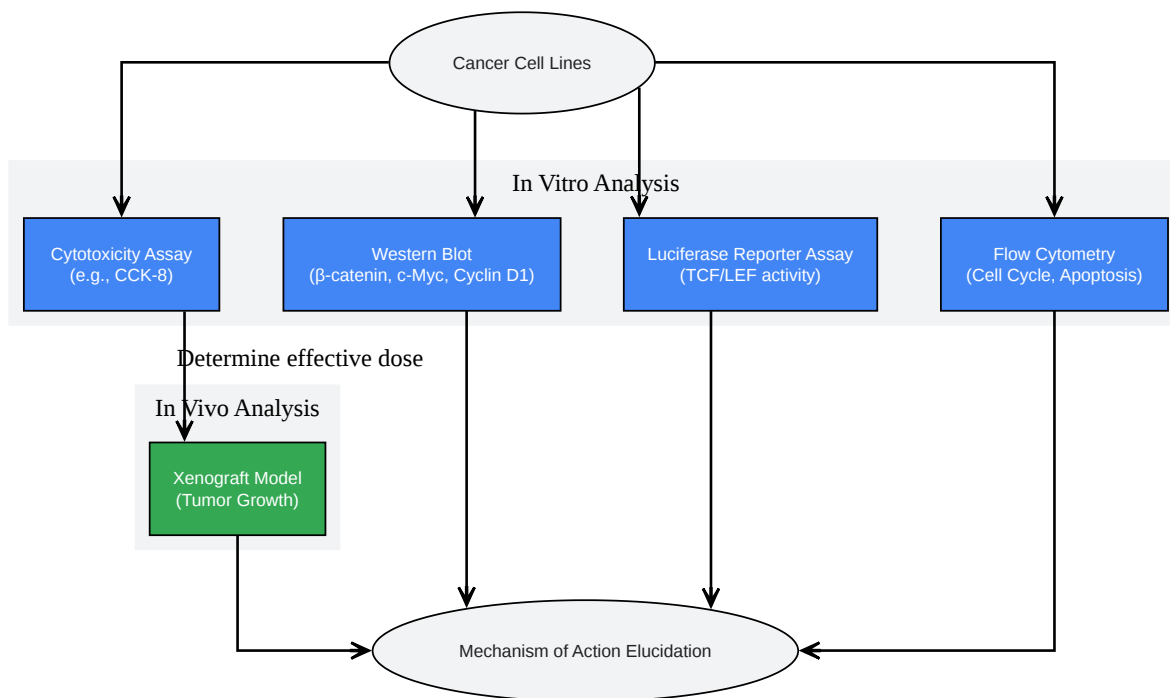 Cancer Cell Lines
In Vitro Analysis
Cytotoxicity Assay
(e.g., CCK-8)
Western Blot
(β-catenin, c-Myc, Cyclin D1)
Luciferase Reporter Assay
(TCF/LEF activity)
Flow Cytometry
(Cell Cycle, Apoptosis)
Determine effective dose
In Vivo Analysis
Xenograft Model
(Tumor Growth)
Mechanism of Action Elucidation